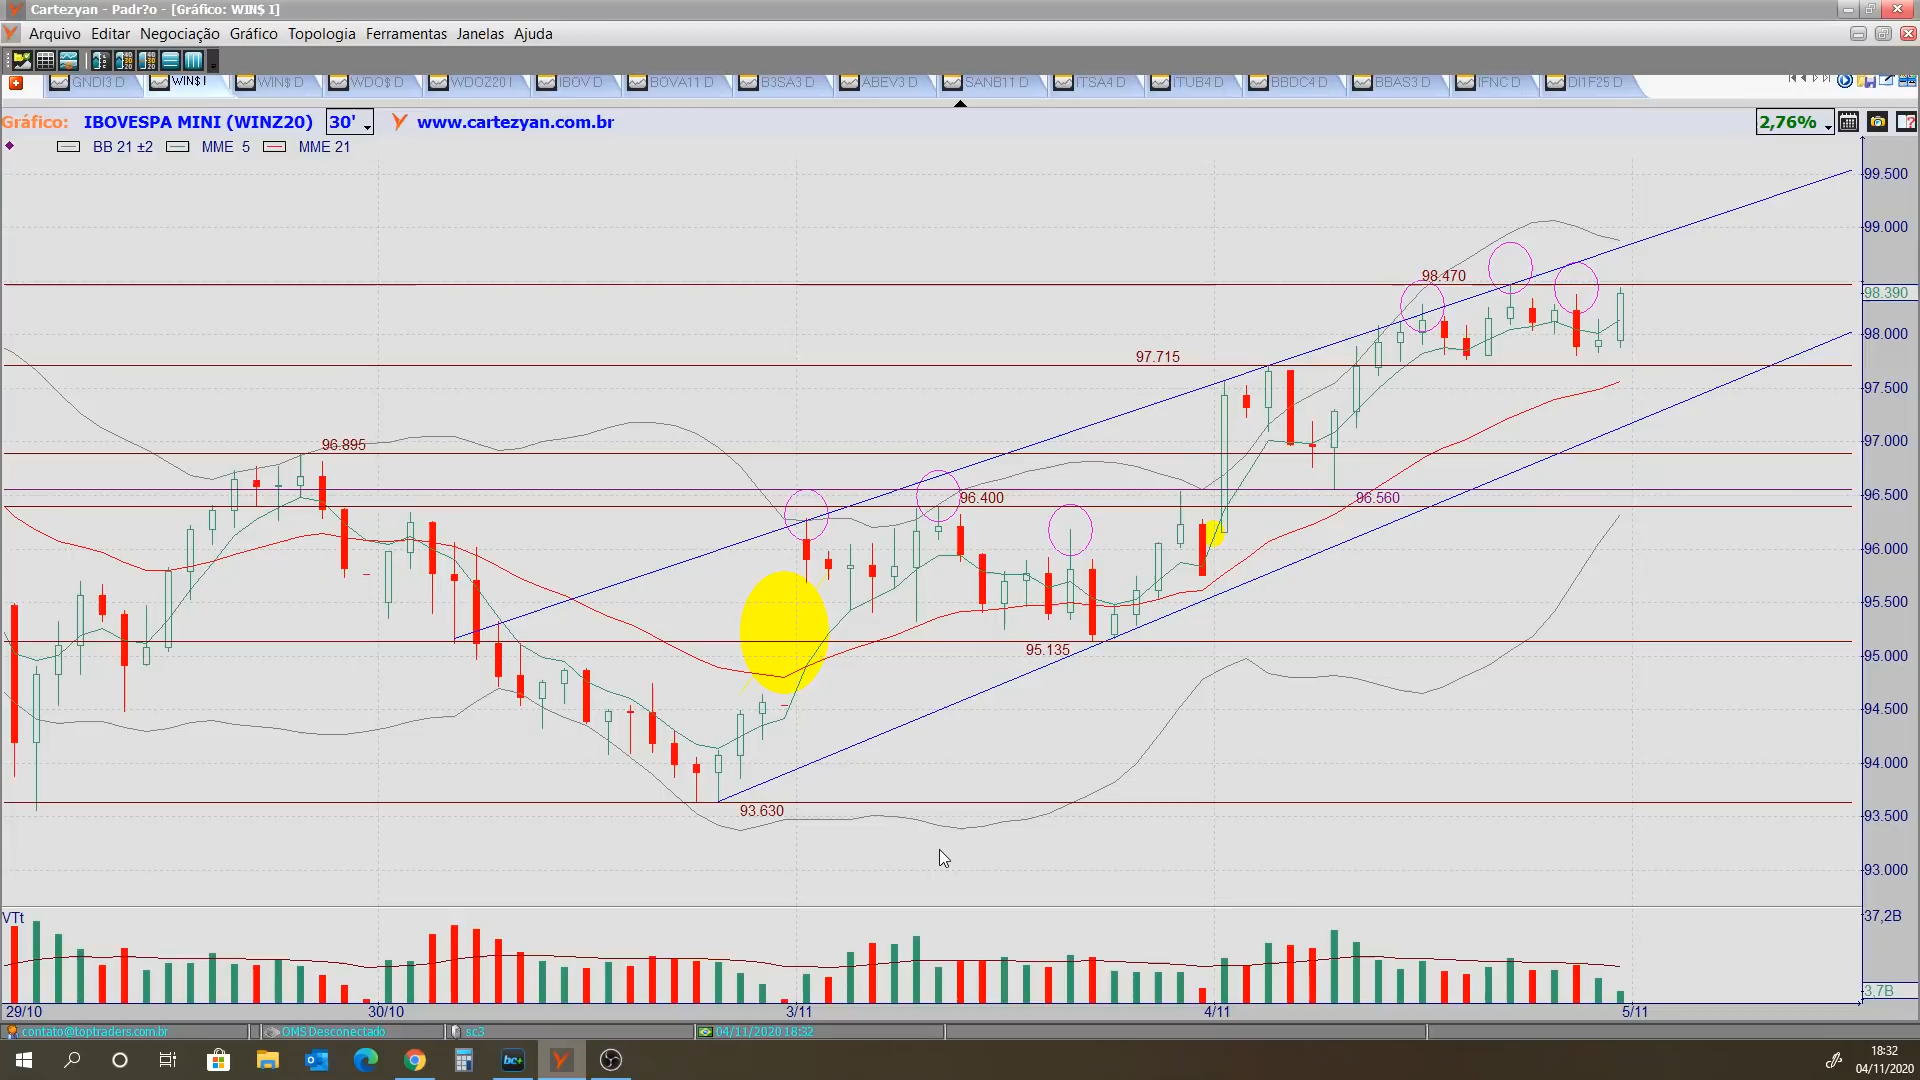 Cartezyan - Padr?o - [Gráfico: WIN$ I]
Arquivo Editar Negociação Gráfico Topologia Ferramentas Janelas Ajuda
GNDI3 D WIN$ I WIN$ D WDO$ D WDOZ20 I IBOV D BOVA11 D B3SA3 D ABEV3 D SANB11 D ITSA4 D ITUB4 D BBDC4 D BBAS3 D IFNC D DI1F25 D
Gráfico: IBOVESPA MINI (WINZ20) 30' www.cartezyan.com.br 2,76%
BB 21 ±2 MME 5 MME 21
99.500
99.000
98.470
98.390
98.000
97.715
97.500
96.895
97.000
96.400
96.560
96.500
96.000
95.500
95.135
95.000
94.500
94.000
93.630
93.500
93.000
VTt
37,2B
3,7B
29/10 30/10 3/11 4/11 5/11
contato@toptraders.com.br OMS Desconectado sc3 04/11/2020 18:32
bc+
18:32
04/11/2020